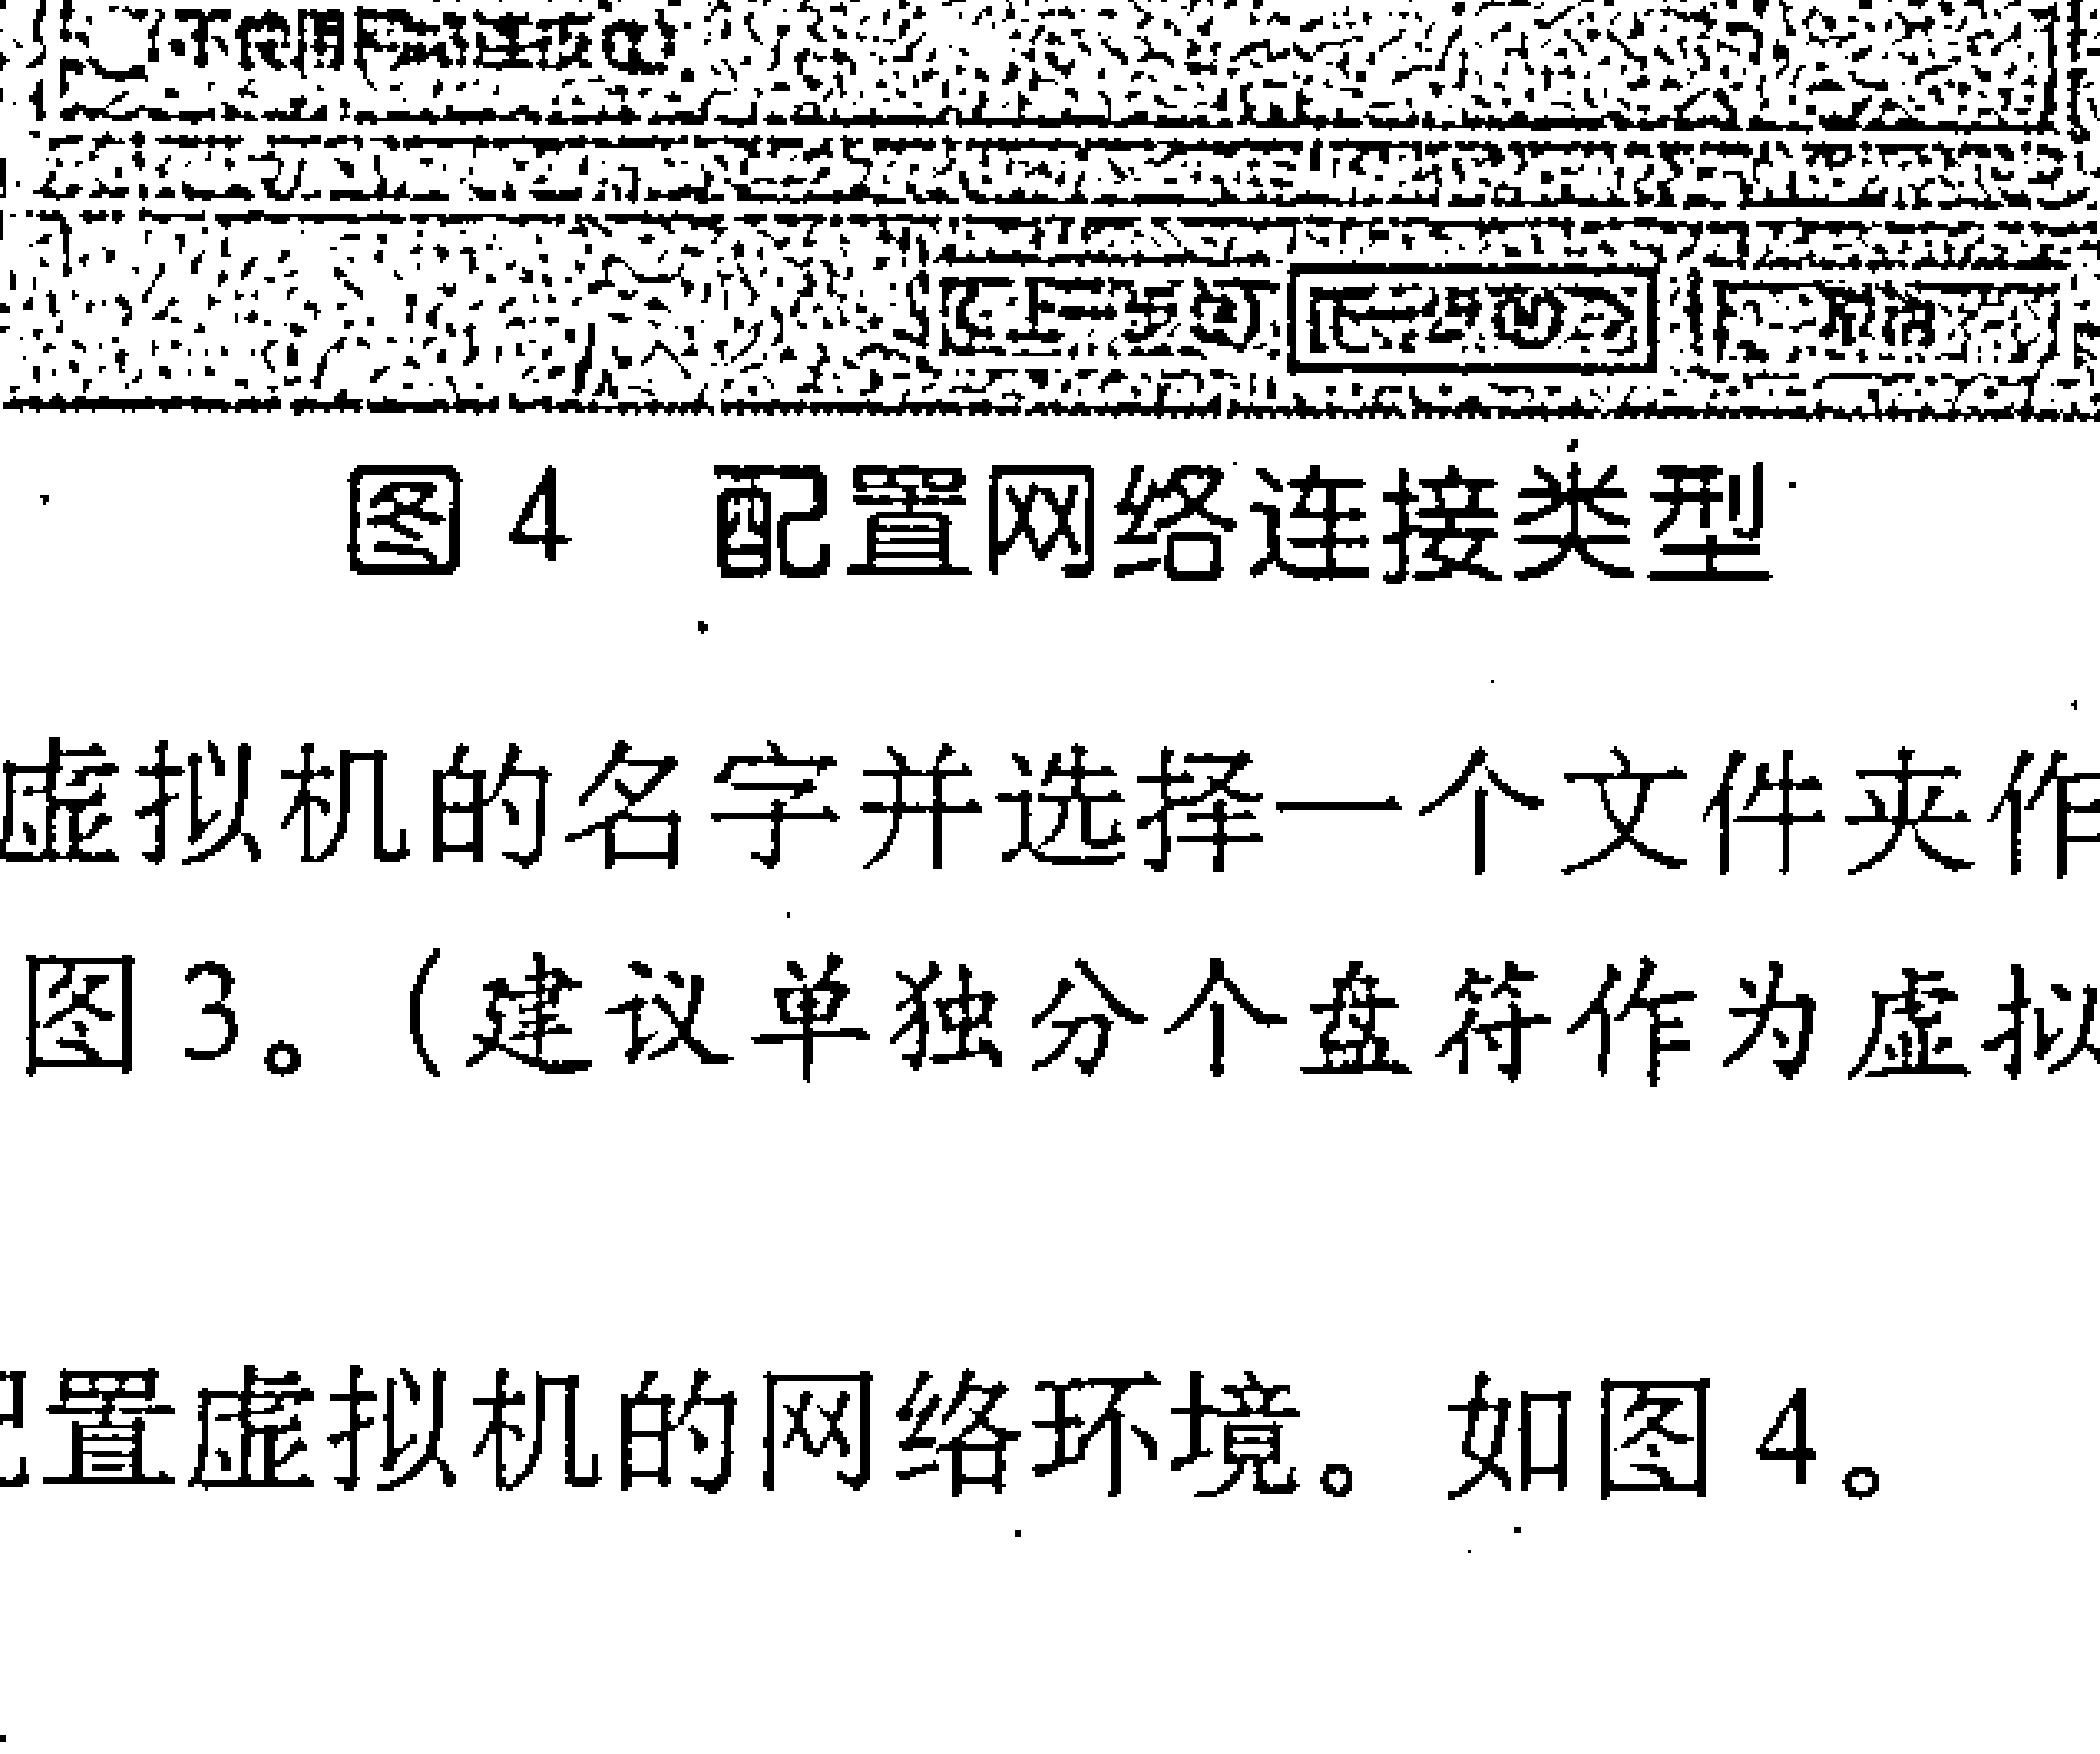 图 4 配置网络连接类型
虚拟机的名字并选择一个文件夹作
图 3。(建议单独分个盘符作为虚拟
置虚拟机的网络环境。如图 4。